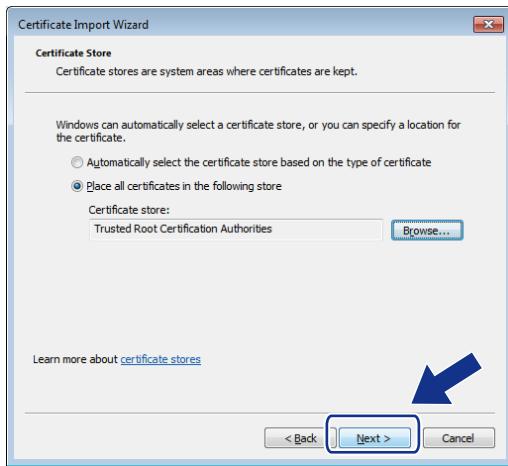 Certificate Import Wizard
Certificate Store
Certificate stores are system areas where certificates are kept.
Windows can automatically select a certificate store, or you can specify a location for
the certificate.
Automatically select the certificate store based on the type of certificate
Place all certificates in the following store
Certificate store:
Trusted Root Certification Authorities
Browse...
Learn more about certificate stores
< Back Next > Cancel